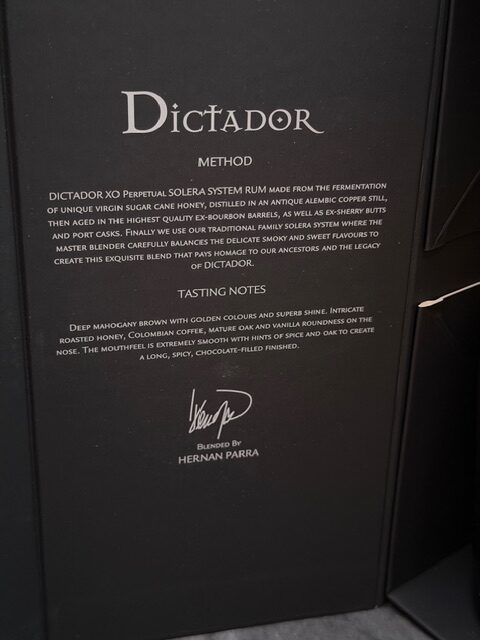 DICTADOR
METHOD
DICTADOR XO PERPETUAL SOLERA SYSTEM RUM MADE FROM THE FERMENTATION
OF UNIQUE VIRGIN SUGAR CANE HONEY, DISTILLED IN AN ANTIQUE ALEMBIC COPPER STILL,
THEN AGED IN THE HIGHEST QUALITY EX-BOURBON BARRELS, AS WELL AS EX-SHERRY BUTTS
AND PORT CASKS. FINALLY WE USE OUR TRADITIONAL FAMILY SOLERA SYSTEM WHERE THE
MASTER BLENDER CAREFULLY BALANCES THE DELICATE SMOKY AND SWEET FLAVOURS TO
CREATE THIS EXQUISITE BLEND THAT PAYS HOMAGE TO OUR ANCESTORS AND THE LEGACY
OF DICTADOR.
TASTING NOTES
DEEP MAHOGANY BROWN WITH GOLDEN COLOURS AND SUPERB SHINE. INTRICATE
ROASTED HONEY, COLOMBIAN COFFEE, MATURE OAK AND VANILLA ROUNDNESS ON THE
NOSE. THE MOUTHFEEL IS EXTREMELY SMOOTH WITH HINTS OF SPICE AND OAK TO CREATE
A LONG, SPICY, CHOCOLATE-FILLED FINISHED.
BLENDED BY
HERNAN PARRA